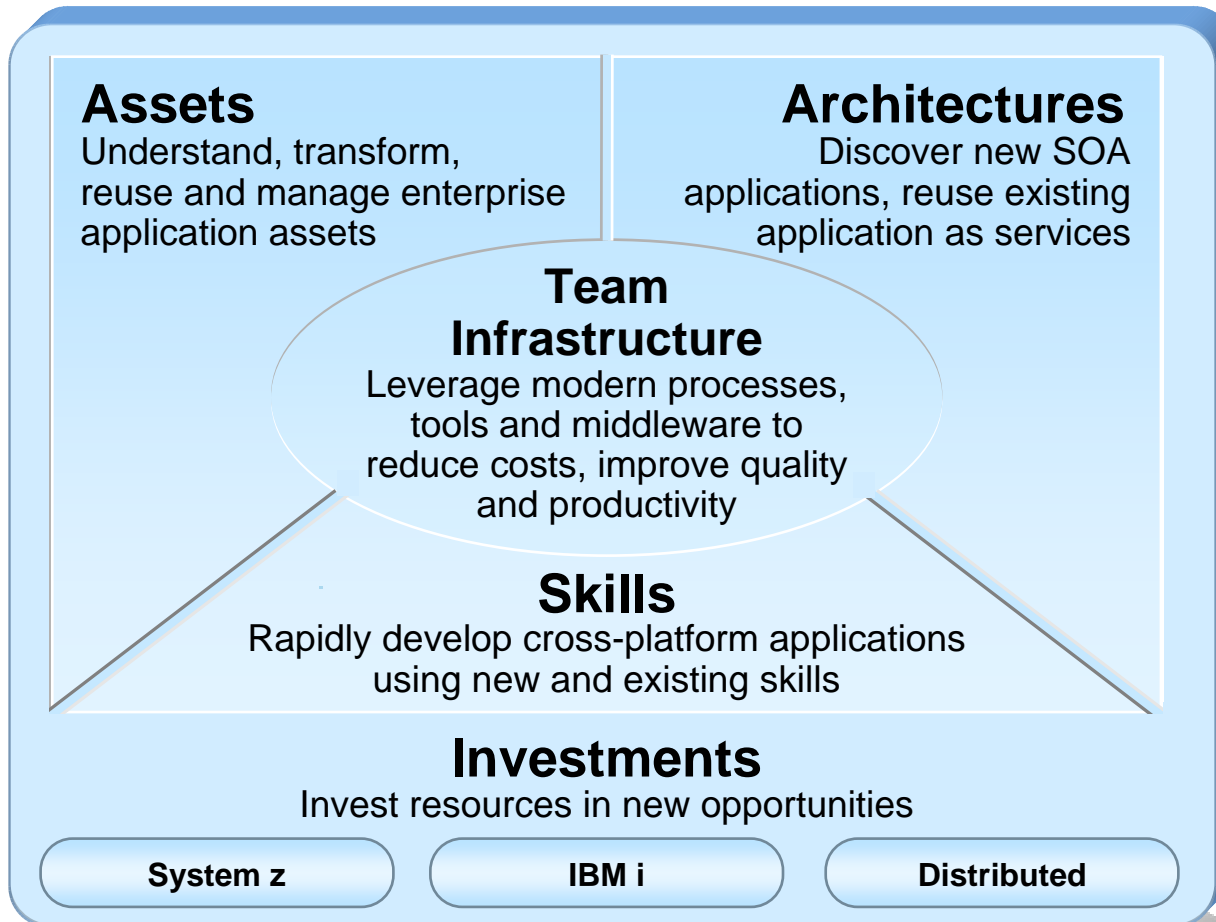 Assets
Understand, transform,
reuse and manage enterprise
application assets
Architectures
Discover new SOA
applications, reuse existing
application as services
Team
Infrastructure
Leverage modern processes,
tools and middleware to
reduce costs, improve quality
and productivity
Skills
Rapidly develop cross-platform applications
using new and existing skills
Investments
Invest resources in new opportunities
System z
IBM i
Distributed